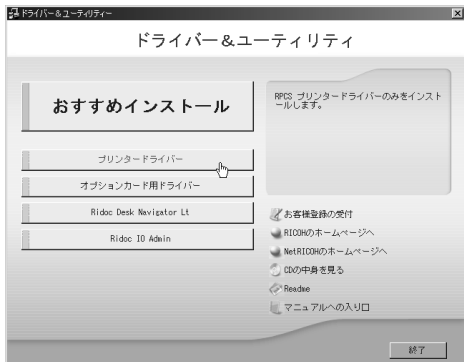 ドライバー&ユーティリティー
ドライバー&ユーティリティ
おすすめインストール
プリンタードライバー
オプションカード用ドライバー
Ridoc Desk Navigator Lt
Ridoc IO Admin
RPCS プリンタードライバーのみをインスト
ールします。
お客様登録の受付
RICOHのホームページへ
NetRICOHのホームページへ
CDの中身を見る
Readme
マニュアルへの入り口
終了